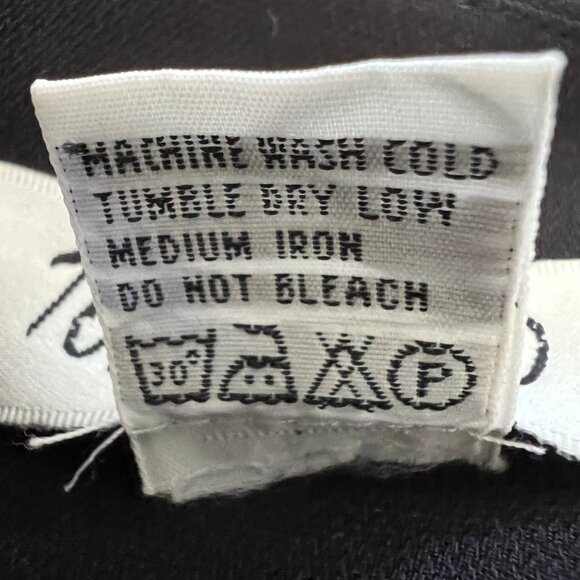 MACHINE WASH COLD
TUMBLE DRY LOW
MEDIUM IRON
DO NOT BLEACH
30° P